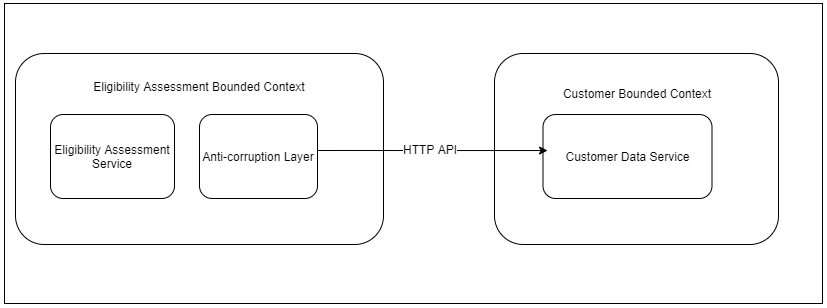 Eligibility Assessment Bounded Context
Eligibility Assessment
Service
Anti-corruption Layer
HTTP API
Customer Bounded Context
Customer Data Service